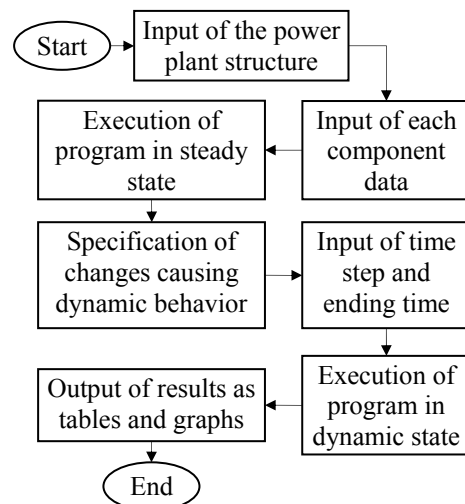 Start
Input of the power
plant structure
Input of each
component
data
Execution of
program in steady
state
Specification of
changes causing
dynamic behavior
Input of time
step and
ending time
Execution of
program in
dynamic state
Output of results as
tables and graphs
End